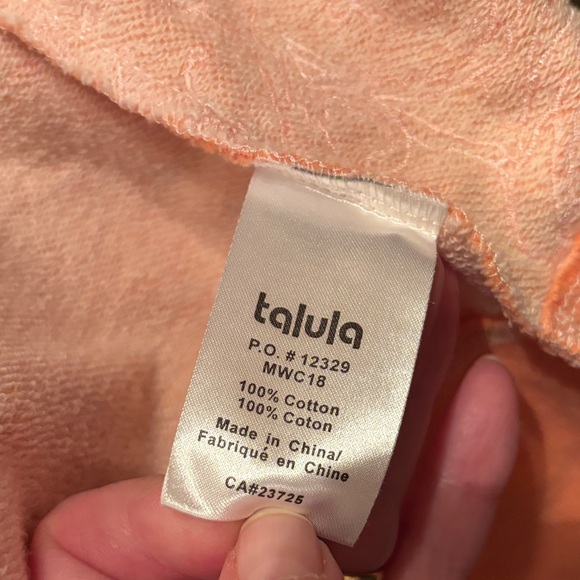 talula
P.O. # 12329
MWC18
100% Cotton
100% Coton
Made in China/
Fabriqué en Chine
CA#23725